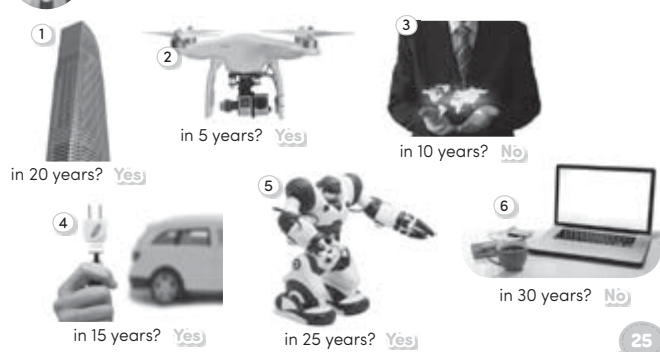 1
2
3
in 5 years? Yes
in 10 years? No
in 20 years? Yes
4
5
6
in 30 years? No
in 15 years? Yes
in 25 years? Yes
25